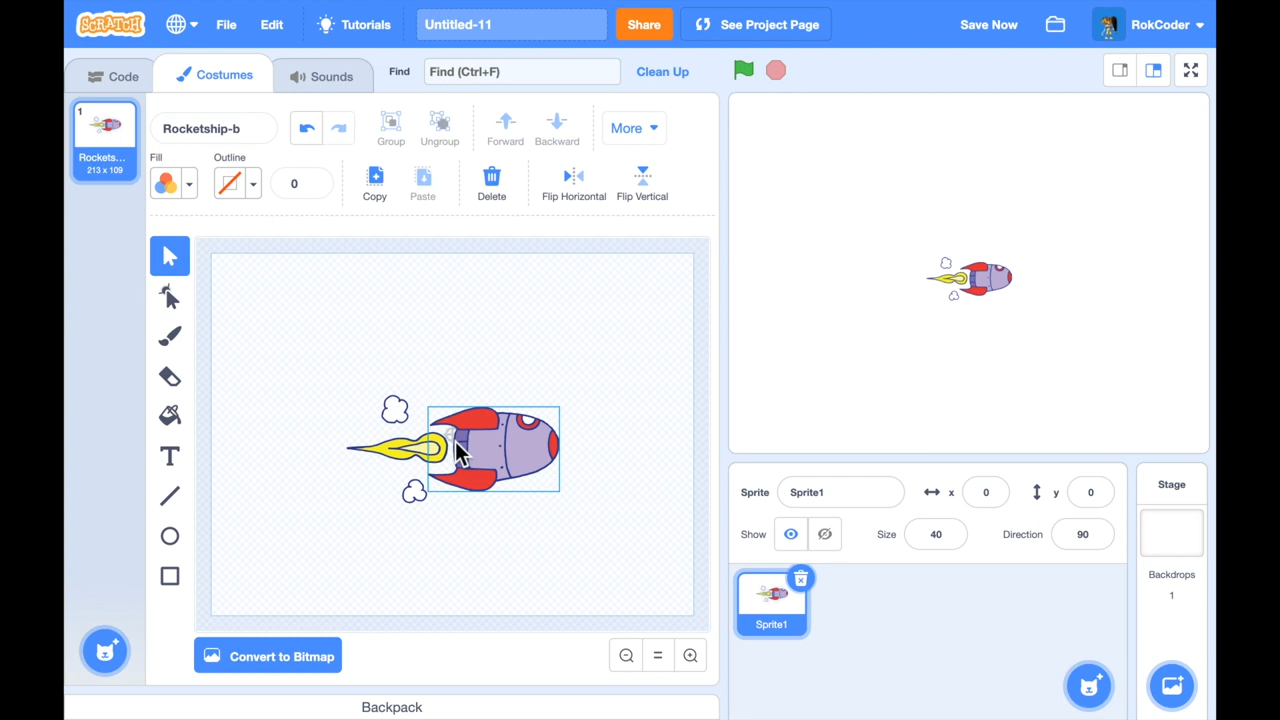 SCRATCH File Edit Tutorials Untitled-11 Share See Project Page Save Now RokCoder
Code Costumes Sounds Find Find (Ctrl+F) Clean Up
1
Rockets...
213 x 109
Rocketship-b Group Ungroup Forward Backward More
Fill Outline
0 Copy Paste Delete Flip Horizontal Flip Vertical
T
Convert to Bitmap
Backpack
Sprite Sprite1 x 0 y 0
Show Size 40 Direction 90
Sprite1
Stage
Backdrops
1